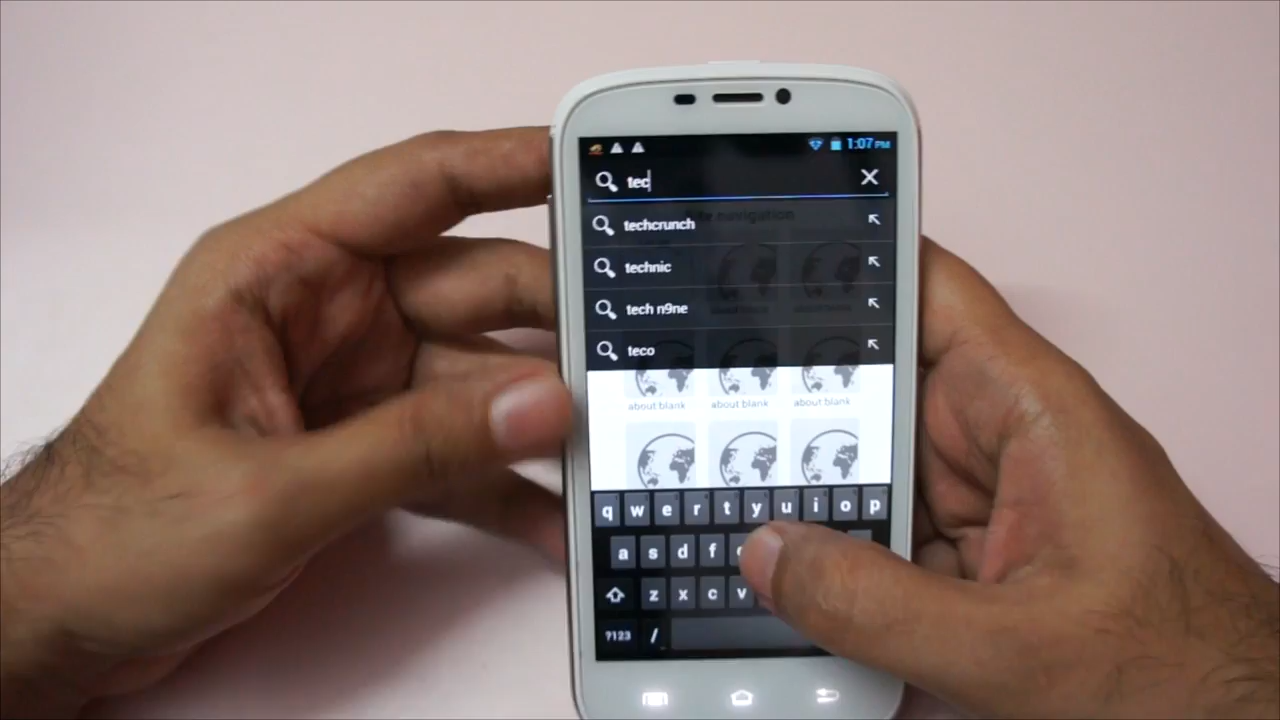 1:07 PM
tec
techcrunch
technic
tech n9ne
teco
about blank about blank about blank
q w e r t y u i o p
a s d f
z x c v
?123 /